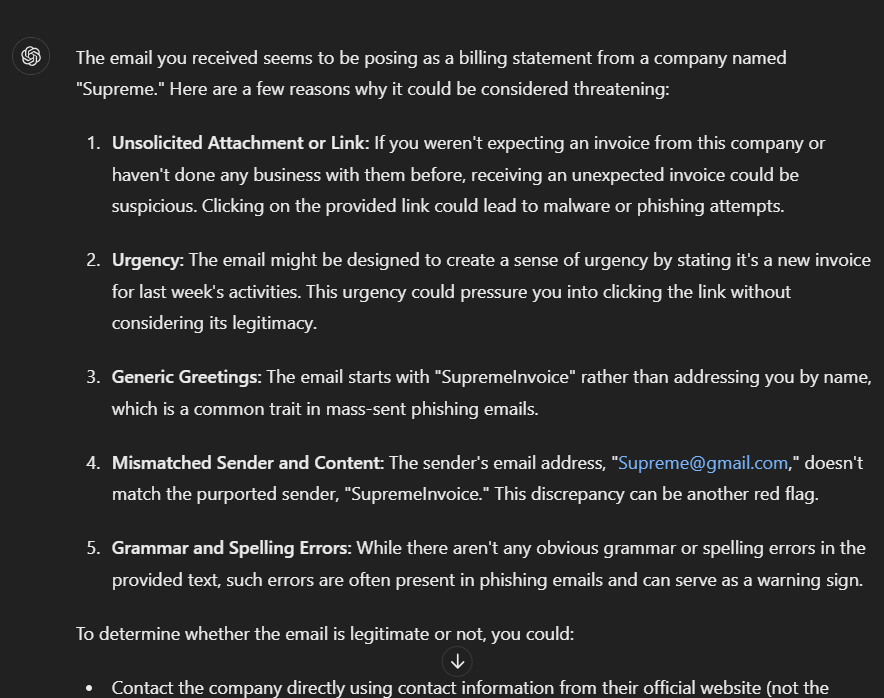 The email you received seems to be posing as a billing statement from a company named
"Supreme." Here are a few reasons why it could be considered threatening:
1. Unsolicited Attachment or Link: If you weren't expecting an invoice from this company or
haven't done any business with them before, receiving an unexpected invoice could be
suspicious. Clicking on the provided link could lead to malware or phishing attempts.
2. Urgency: The email might be designed to create a sense of urgency by stating it's a new invoice
for last week's activities. This urgency could pressure you into clicking the link without
considering its legitimacy.
3. Generic Greetings: The email starts with "SupremeInvoice" rather than addressing you by name,
which is a common trait in mass-sent phishing emails.
4. Mismatched Sender and Content: The sender's email address, "Supreme@gmail.com," doesn't
match the purported sender, "SupremeInvoice." This discrepancy can be another red flag.
5. Grammar and Spelling Errors: While there aren't any obvious grammar or spelling errors in the
provided text, such errors are often present in phishing emails and can serve as a warning sign.
To determine whether the email is legitimate or not, you could:
• Contact the company directly using contact information from their official website (not the